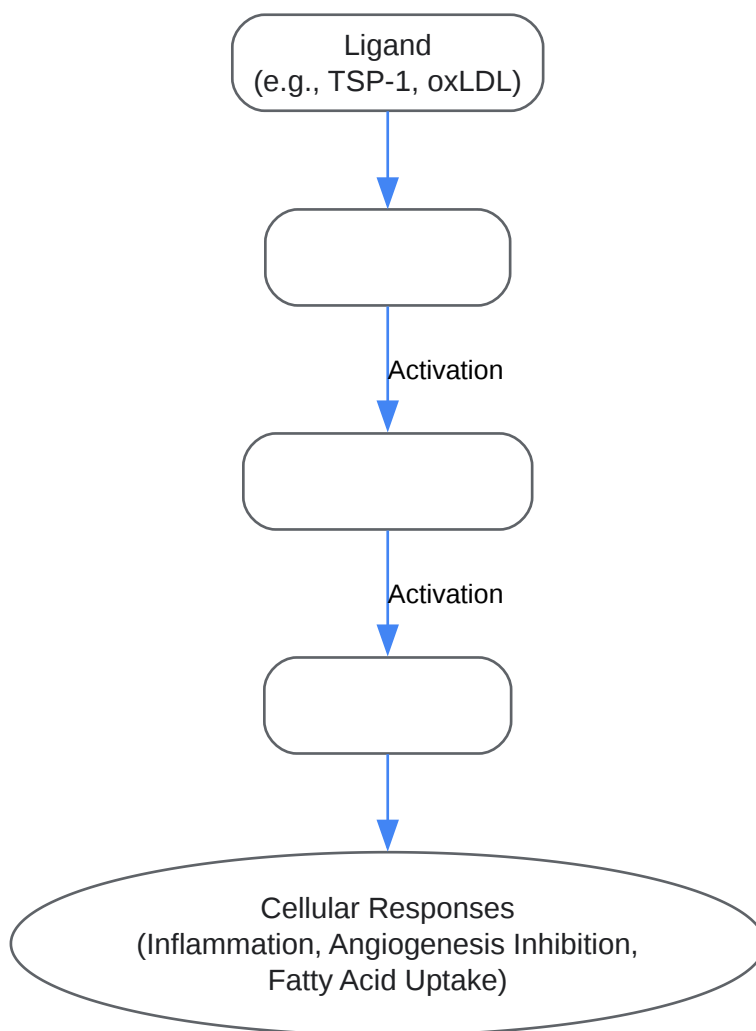 Ligand
(e.g., TSP-1, oxLDL)
Activation
Activation
Cellular Responses
(Inflammation, Angiogenesis Inhibition,
Fatty Acid Uptake)